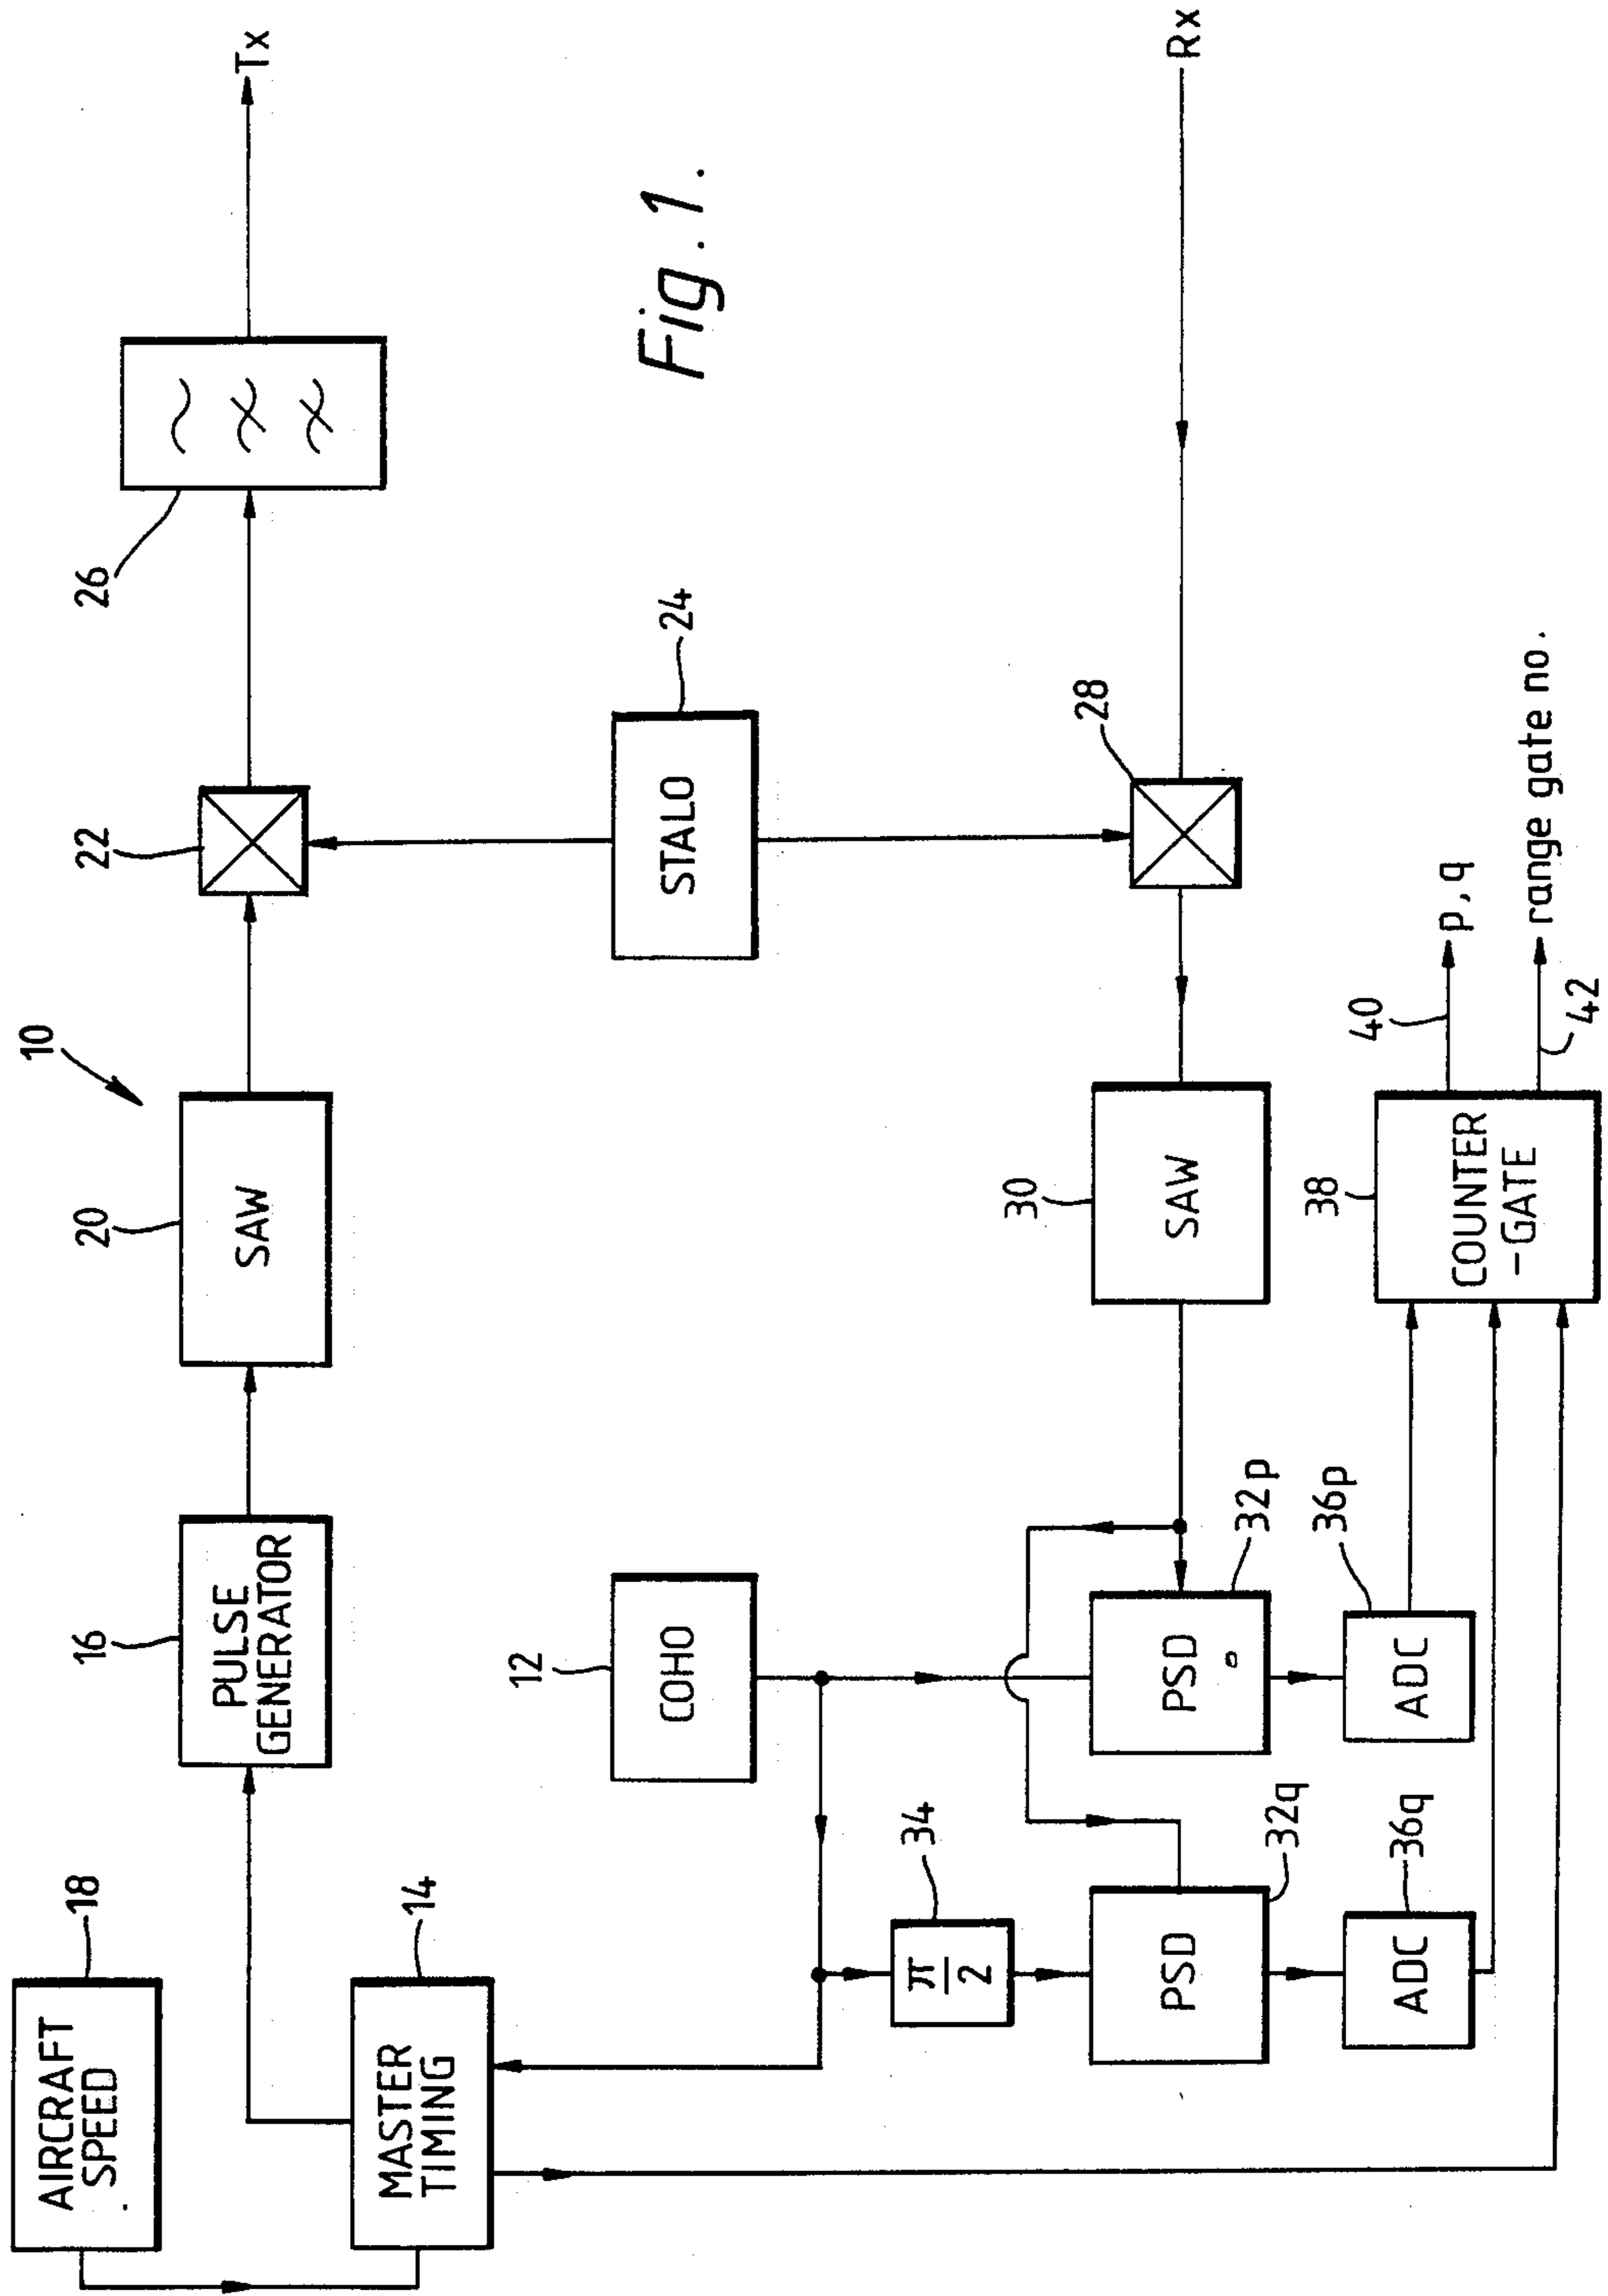 AIRCRAFT
SPEED
18
MASTER
TIMING
14
PULSE
GENERATOR
16
SAW
20
10
22
26
Tx
COHO
12
STALO
24
Fig. 1.
π
2
34
PSD
32q
PSD
32p
SAW
30
28
Rx
ADC
36q
ADC
36p
COUNTER
-GATE
38
40
p,q
42
range gate no.